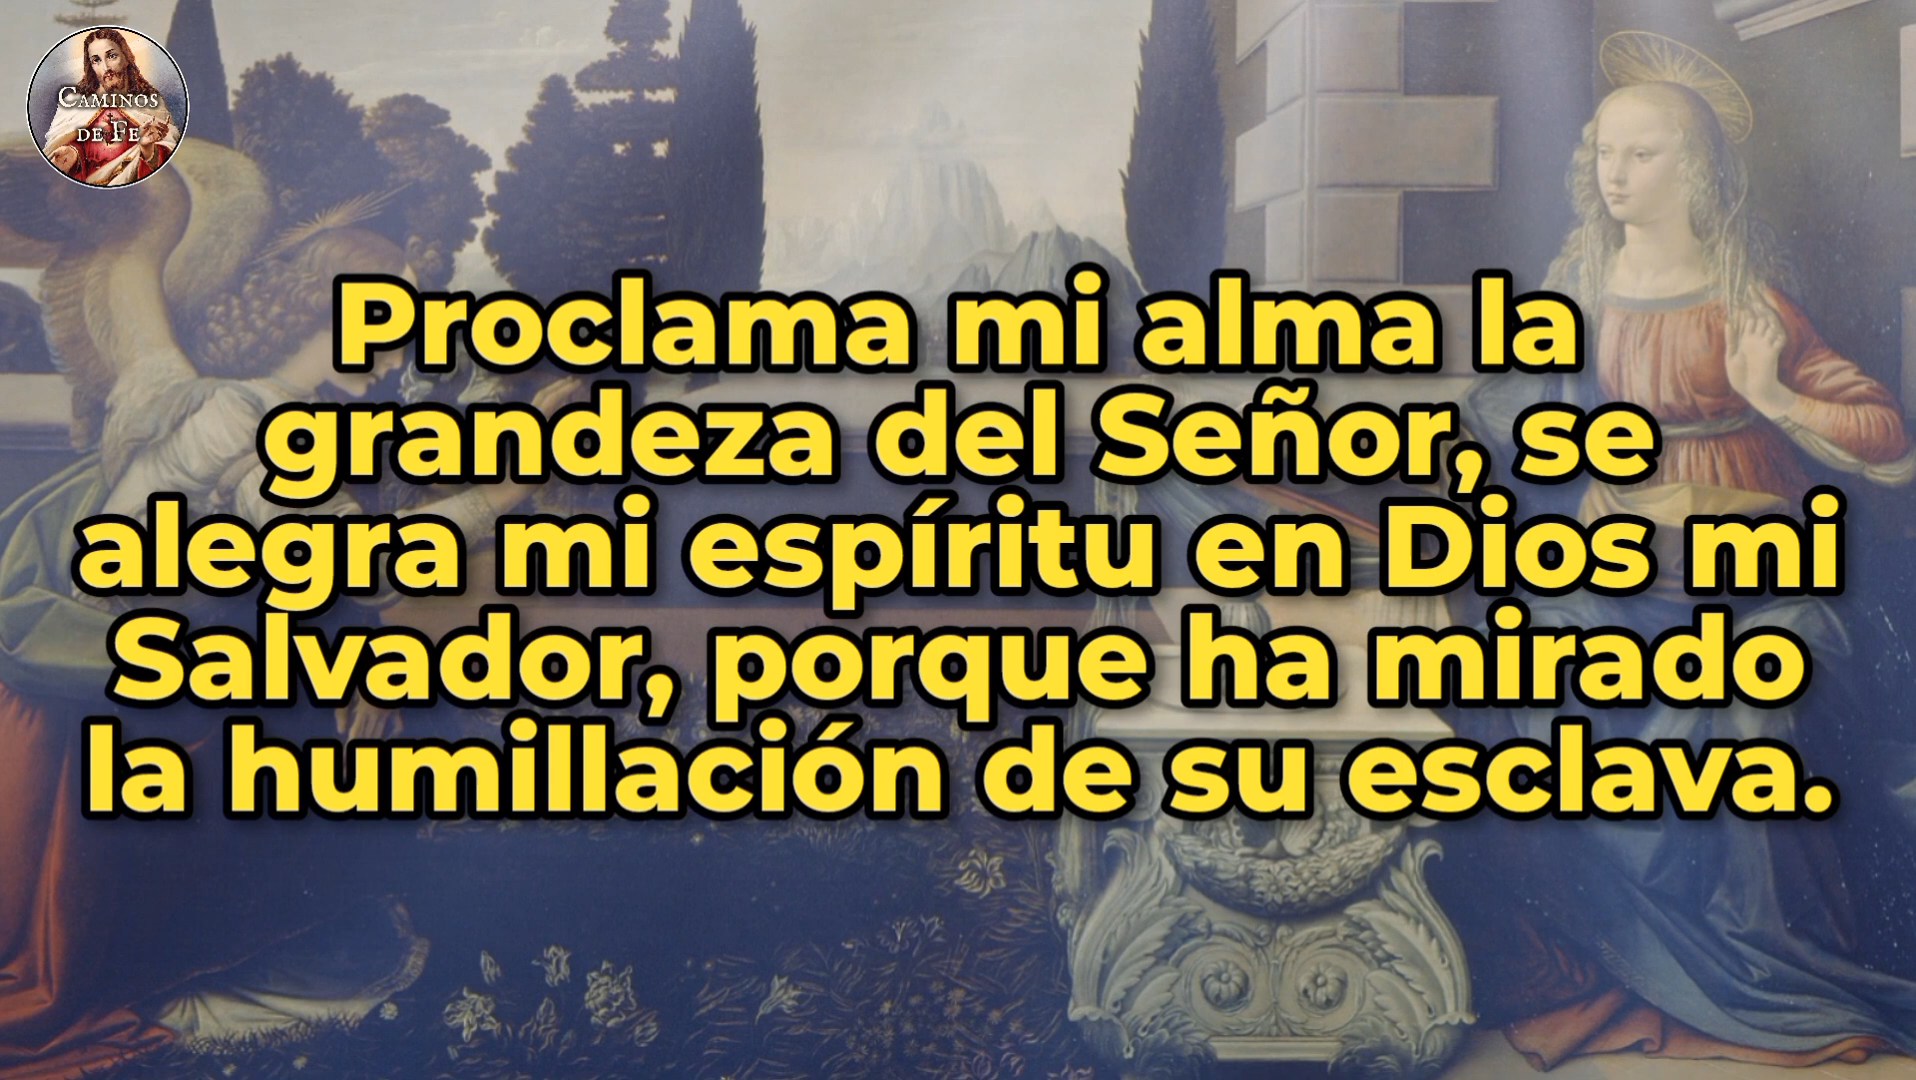 CAMINOS
DE FE
Proclama mi alma la
grandeza del Señor, se
alegra mi espíritu en Dios mi
Salvador, porque ha mirado
la humillación de su esclava.